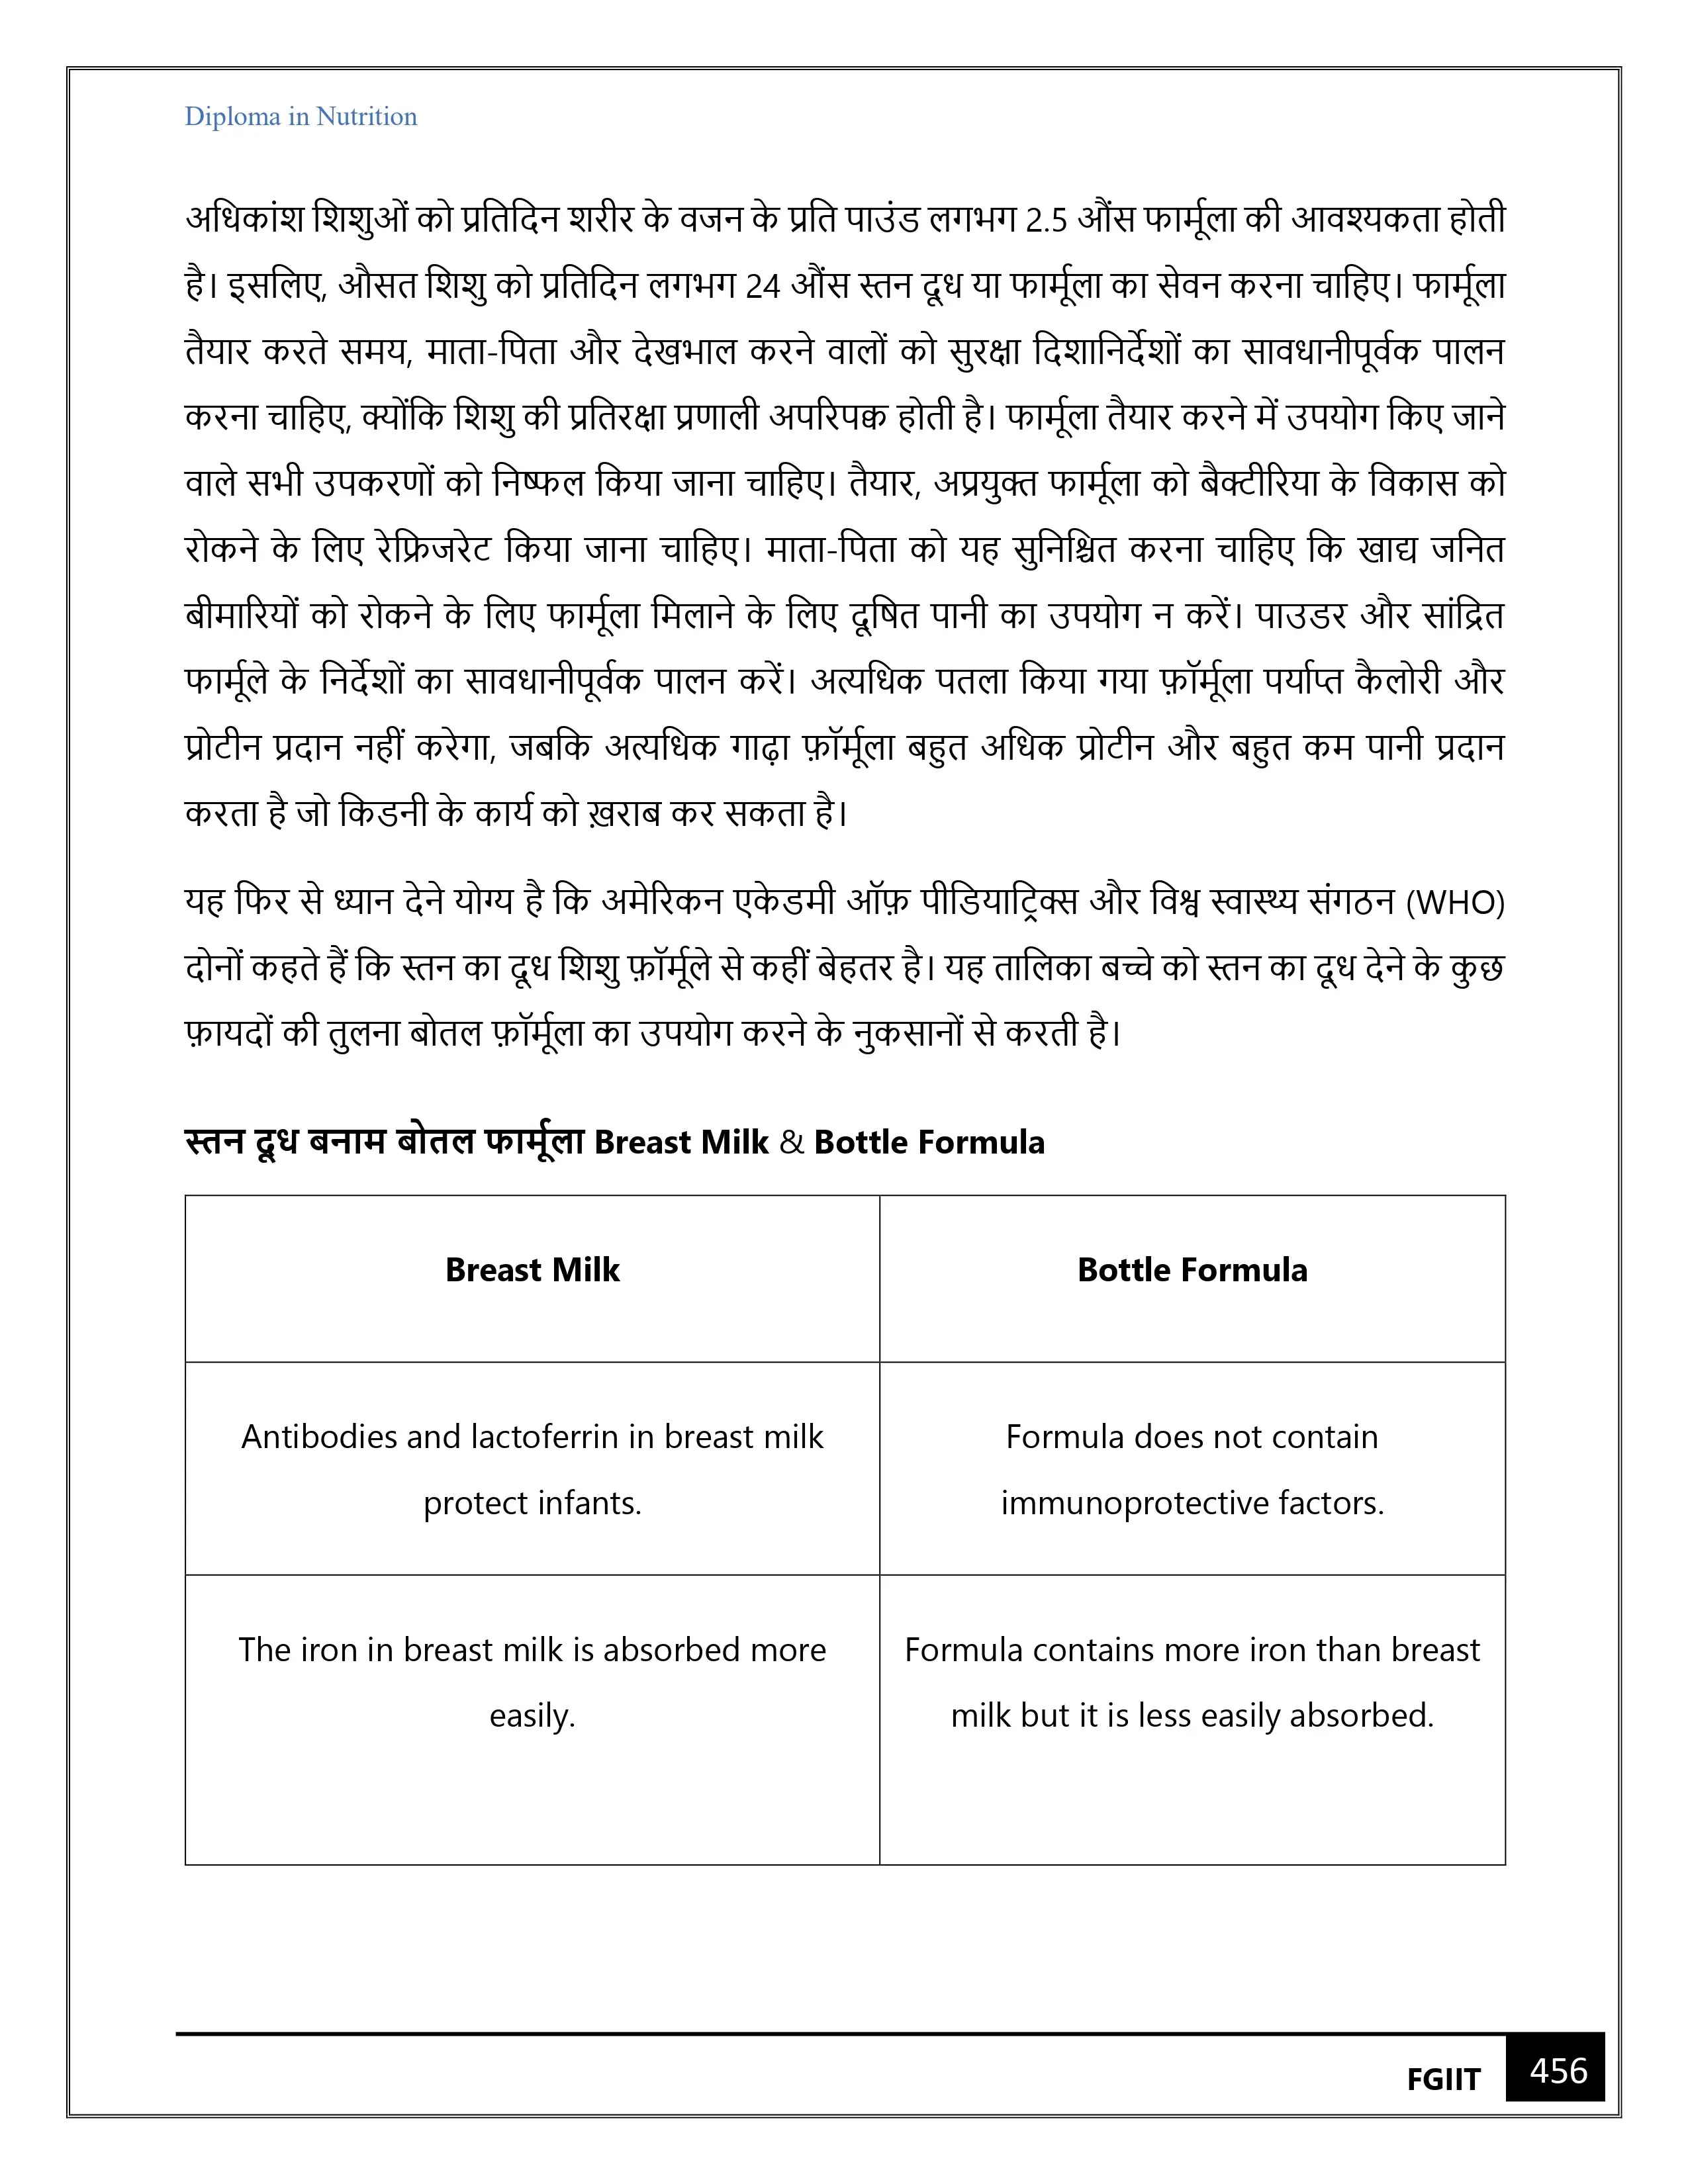 Diploma in Nutrition
अधिकांश शिशुओं को प्रतिदिन शरीर के वजन के प्रति पाउंड लगभग 2.5 औंस फार्मूला की आवश्यकता होती
है। इसलिए, औसत शिशु को प्रतिदिन लगभग 24 औंस स्तन दूध या फार्मूला का सेवन करना चाहिए। फार्मूला
तैयार करते समय, माता-पिता और देखभाल करने वालों को सुरक्षा दिशानिर्देशों का सावधानीपूर्वक पालन
करना चाहिए, क्योंकि शिशु की प्रतिरक्षा प्रणाली अपरिपक्व होती है। फार्मूला तैयार करने में उपयोग किए जाने
वाले सभी उपकरणों को निष्फल किया जाना चाहिए। तैयार, अप्रयुक्त फार्मूला को बैक्टीरिया के विकास को
रोकने के लिए रेफ्रिजरेट किया जाना चाहिए। माता-पिता को यह सुनिश्चित करना चाहिए कि खाद्य जनित
बीमारियों को रोकने के लिए फार्मूला मिलाने के लिए दूषित पानी का उपयोग न करें। पाउडर और सांद्रित
फार्मूले के निर्देशों का सावधानीपूर्वक पालन करें। अत्यधिक पतला किया गया फ़ॉर्मूला पर्याप्त कैलोरी और
प्रोटीन प्रदान नहीं करेगा, जबकि अत्यधिक गाढ़ा फ़ॉर्मूला बहुत अधिक प्रोटीन और बहुत कम पानी प्रदान
करता है जो किडनी के कार्य को ख़राब कर सकता है।
यह फिर से ध्यान देने योग्य है कि अमेरिकन एकेडमी ऑफ़ पीडियाट्रिक्स और विश्व स्वास्थ्य संगठन (WHO)
दोनों कहते हैं कि स्तन का दूध शिशु फ़ॉर्मूले से कहीं बेहतर है। यह तालिका बच्चे को स्तन का दूध देने के कुछ
फ़ायदों की तुलना बोतल फ़ॉर्मूला का उपयोग करने के नुकसानों से करती है।
स्तन दूध बनाम बोतल फार्मूला Breast Milk & Bottle Formula
Breast Milk
Bottle Formula
Antibodies and lactoferrin in breast milk
protect infants.
Formula does not contain
immunoprotective factors.
The iron in breast milk is absorbed more
easily.
Formula contains more iron than breast
milk but it is less easily absorbed.
FGIIT
456